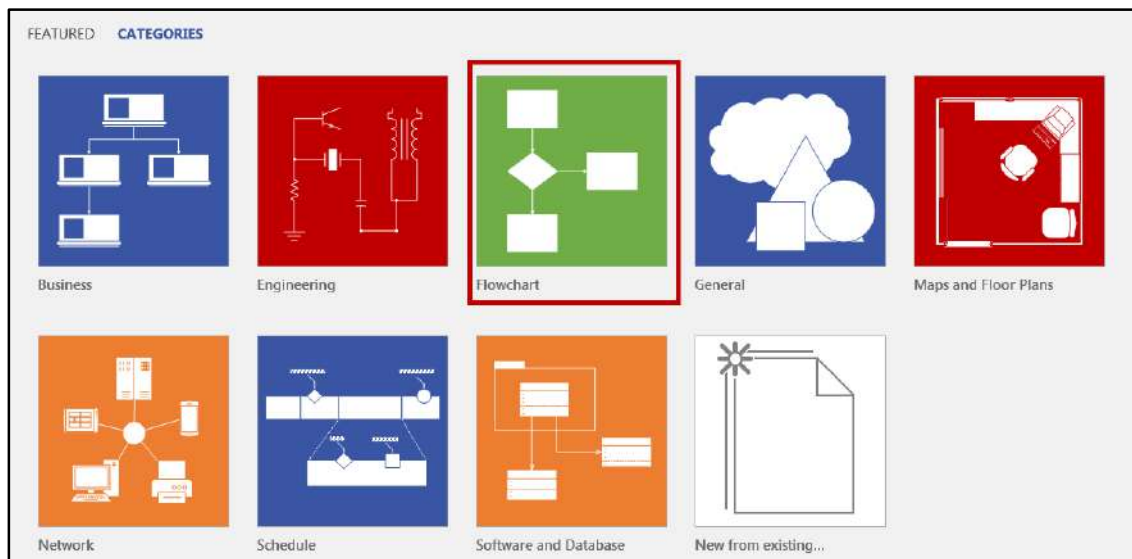 FEATURED CATEGORIES
Business Engineering Flowchart General Maps and Floor Plans
Network Schedule Software and Database New from existing...